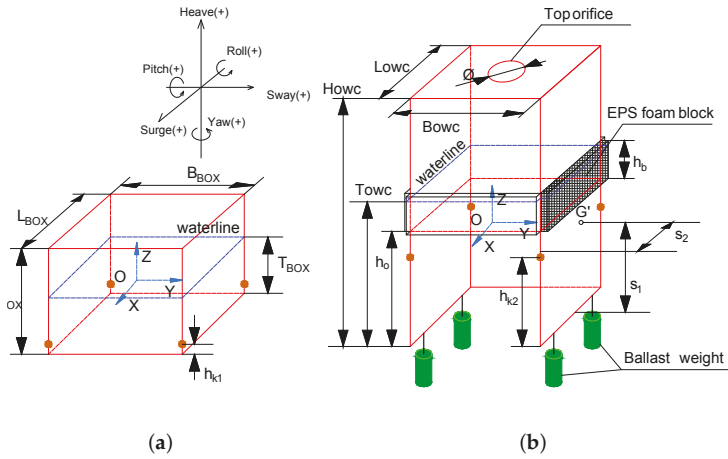 Heave(+)
Roll(+)
Pitch(+)
Sway(+)
Surge(+)
Yaw(+)
B_BOX
L_BOX
waterline
O
Z
Y
X
T_BOX
OX
h_k1
(a)
Top orifice
Lowc
Ø
Howc
Bowc
EPS foam block
waterline
h_b
Towc
Z
O
G'
Y
X
s_2
h_o
h_k2
s_1
Ballast weight
(b)